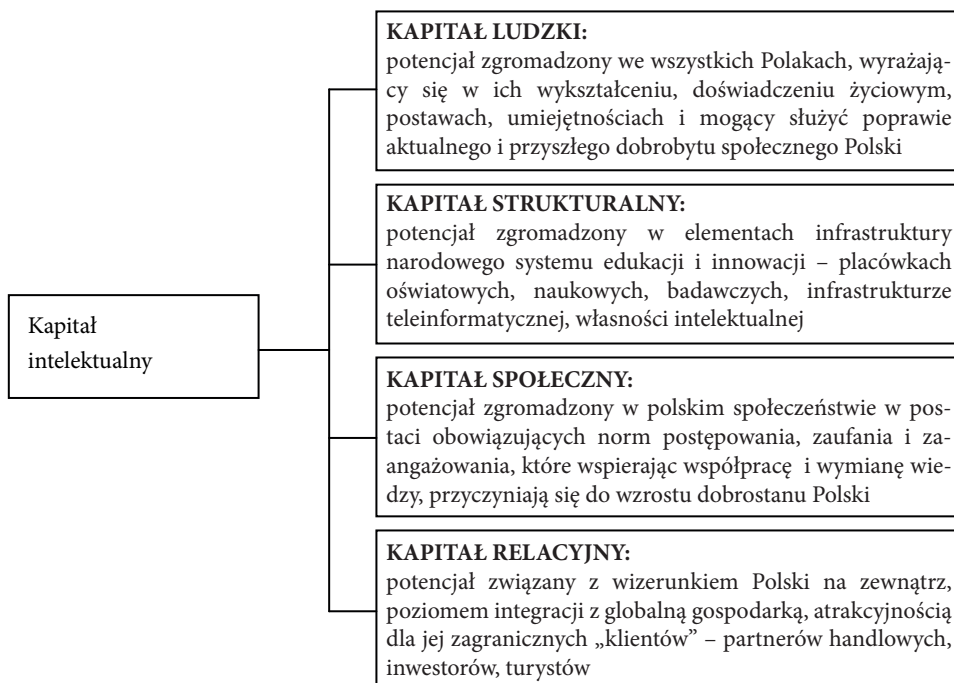 KAPITAŁ LUDZKI:
potencjał zgromadzony we wszystkich Polakach, wyrażają-
cy się w ich wykształceniu, doświadczeniu życiowym,
postawach, umiejętnościach i mogący służyć poprawie
aktualnego i przyszłego dobrobytu społecznego Polski
KAPITAŁ STRUKTURALNY:
potencjał zgromadzony w elementach infrastruktury
narodowego systemu edukacji i innowacji – placówkach
oświatowych, naukowych, badawczych, infrastrukturze
teleinformatycznej, własności intelektualnej
Kapitał
intelektualny
KAPITAŁ SPOŁECZNY:
potencjał zgromadzony w polskim społeczeństwie w pos-
taci obowiązujących norm postępowania, zaufania i za-
angażowania, które wspierając współpracę i wymianę wie-
dzy, przyczyniają się do wzrostu dobrostanu Polski
KAPITAŁ RELACYJNY:
potencjał związany z wizerunkiem Polski na zewnątrz,
poziomem integracji z globalną gospodarką, atrakcyjnością
dla jej zagranicznych „klientów” – partnerów handlowych,
inwestorów, turystów